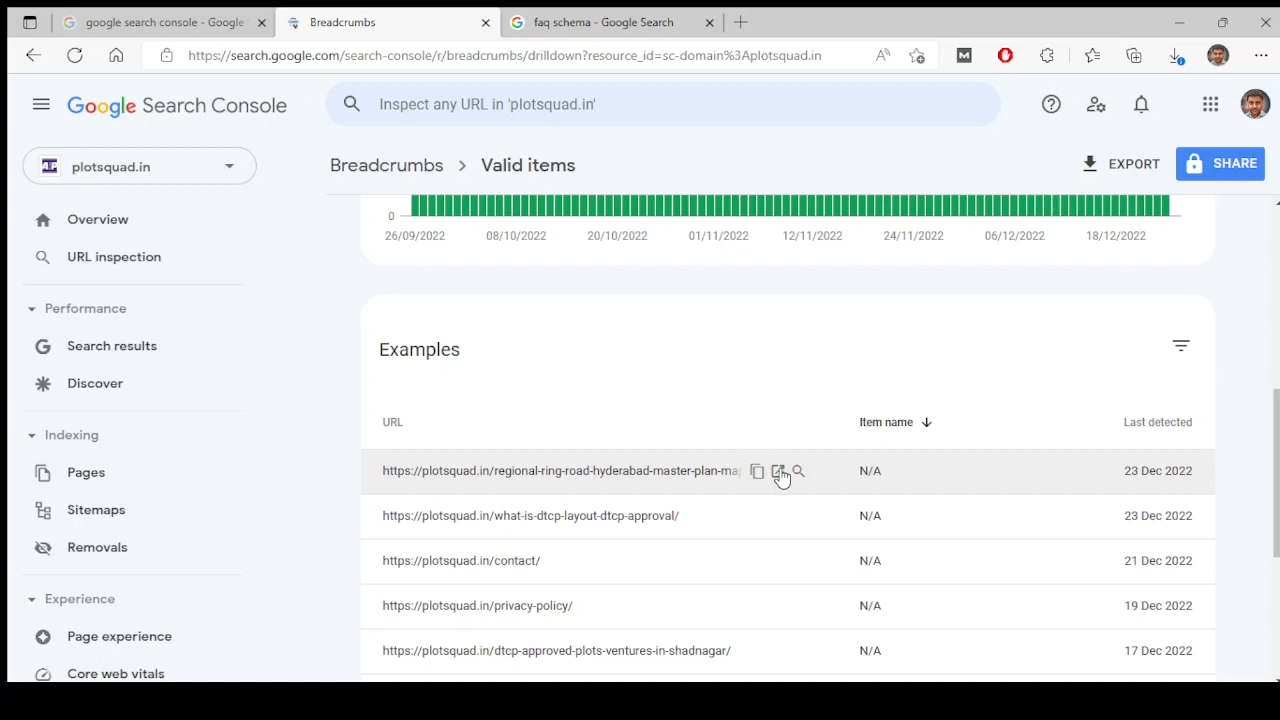 google search console - Google
Breadcrumbs
faq schema - Google Search
https://search.google.com/search-console/r/breadcrumbs/drilldown?resource_id=sc-domain%3Aplotsquad.in
Google Search Console
Inspect any URL in 'plotsquad.in'
plotsquad.in
Breadcrumbs > Valid items
EXPORT
SHARE
Overview
URL inspection
Performance
Search results
Discover
Indexing
Pages
Sitemaps
Removals
Experience
Page experience
Core web vitals
0
26/09/2022 08/10/2022 20/10/2022 01/11/2022 12/11/2022 24/11/2022 06/12/2022 18/12/2022
Examples
URL Item name Last detected
https://plotsquad.in/regional-ring-road-hyderabad-master-plan-map N/A 23 Dec 2022
https://plotsquad.in/what-is-dtcp-layout-dtcp-approval/ N/A 23 Dec 2022
https://plotsquad.in/contact/ N/A 21 Dec 2022
https://plotsquad.in/privacy-policy/ N/A 19 Dec 2022
https://plotsquad.in/dtcp-approved-plots-ventures-in-shadnagar/ N/A 17 Dec 2022